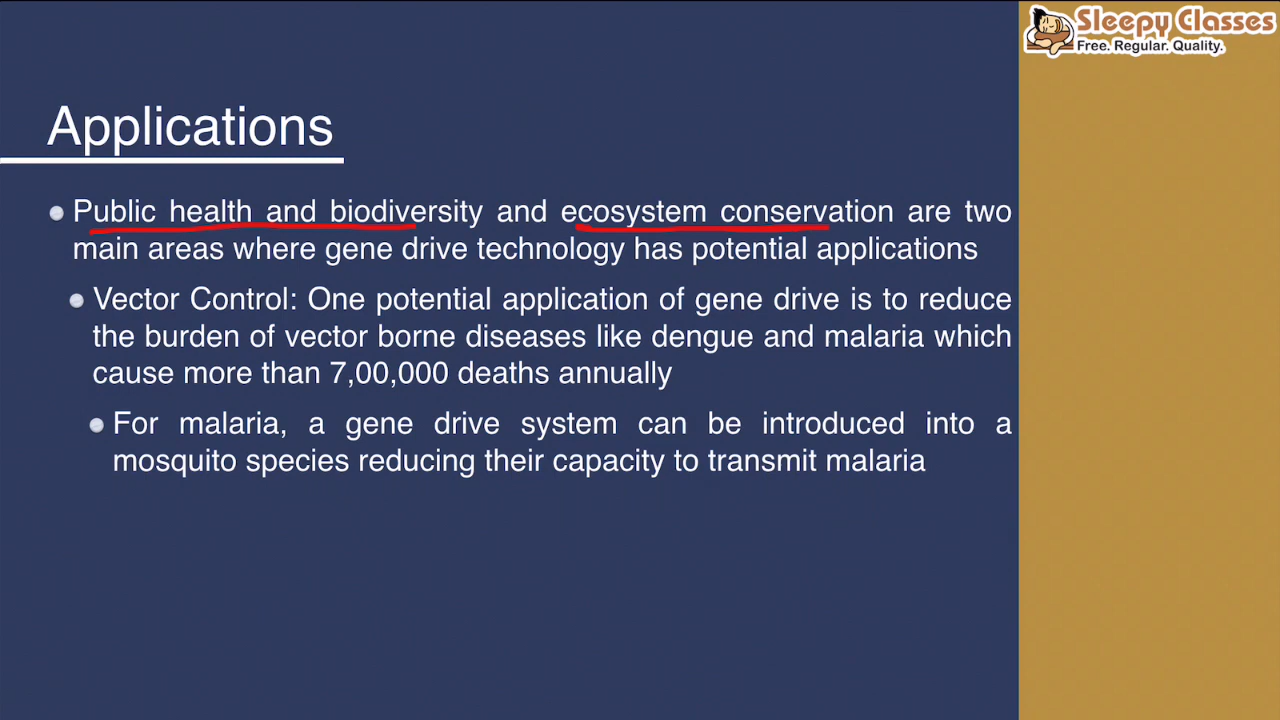 Sleepy Classes
Free. Regular. Quality.
Applications
Public health and biodiversity and ecosystem conservation are two
main areas where gene drive technology has potential applications
Vector Control: One potential application of gene drive is to reduce
the burden of vector borne diseases like dengue and malaria which
cause more than 7,00,000 deaths annually
For malaria, a gene drive system can be introduced into a
mosquito species reducing their capacity to transmit malaria